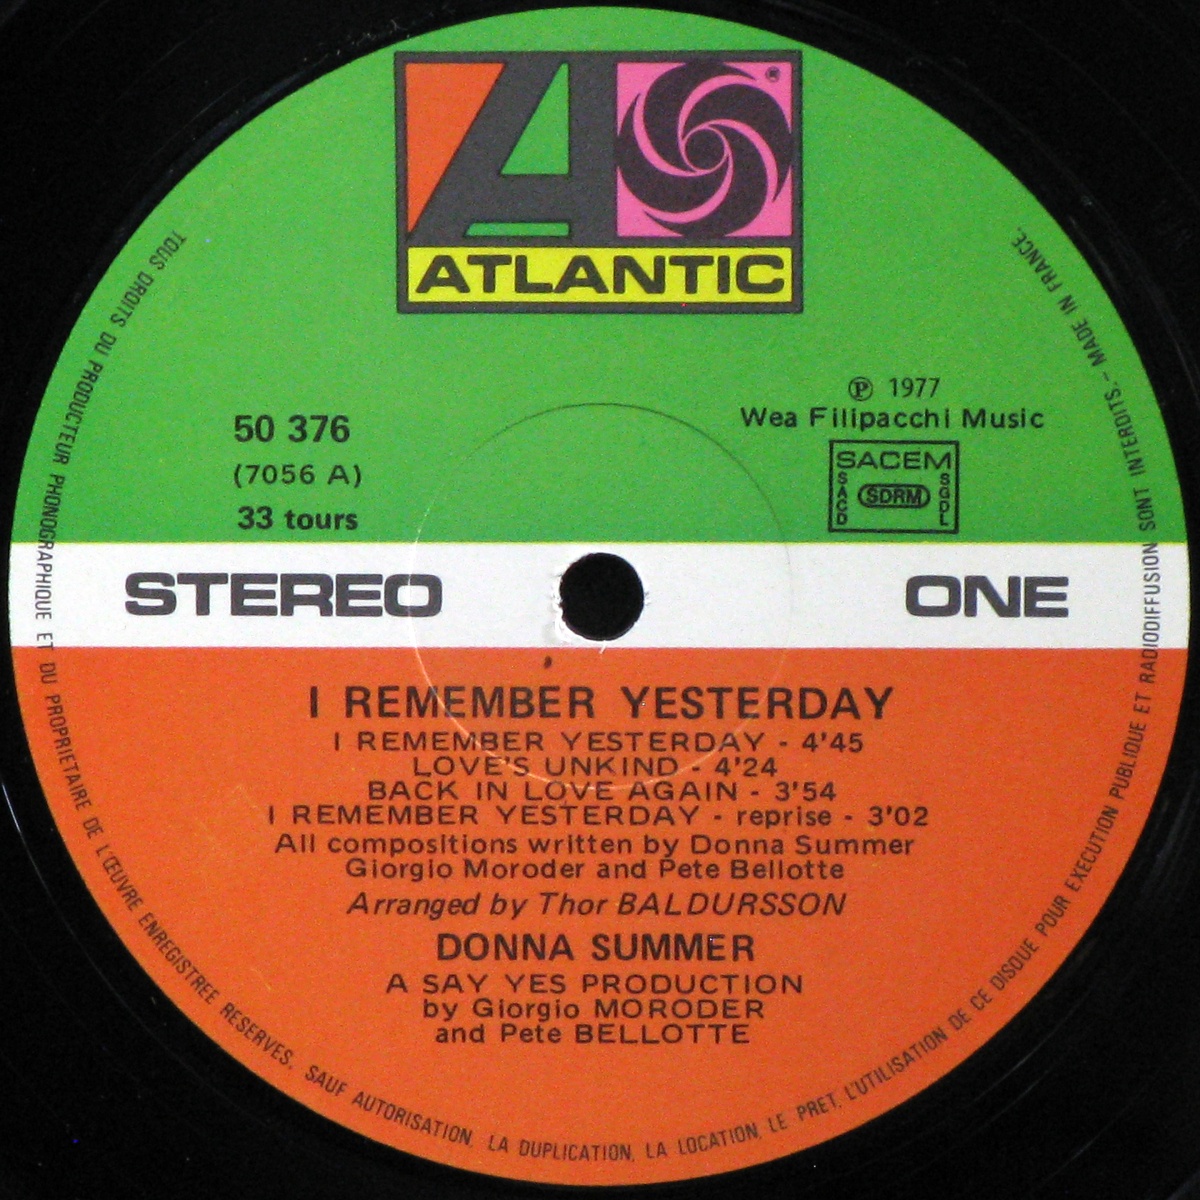 ®
ATLANTIC
50 376
(7056 A)
33 tours
℗ 1977
Wea Filipacchi Music
SACEM
SACD
SDRM
SGDL
STEREO
ONE
I REMEMBER YESTERDAY
I REMEMBER YESTERDAY - 4'45
LOVE'S UNKIND - 4'24
BACK IN LOVE AGAIN - 3'54
I REMEMBER YESTERDAY - reprise - 3'02
All compositions written by Donna Summer
Giorgio Moroder and Pete Bellotte
Arranged by Thor BALDURSSON
DONNA SUMMER
A SAY YES PRODUCTION
by Giorgio MORODER
and Pete BELLOTTE
TOUS DROITS DU PRODUCTEUR PHONOGRAPHIQUE ET DU PROPRIETAIRE DE L'ŒUVRE ENREGISTREE RESERVES. SAUF AUTORISATION, LA DUPLICATION, LA LOCATION, LE PRET, L'UTILISATION DE CE DISQUE POUR EXECUTION PUBLIQUE ET RADIODIFFUSION SONT INTERDITS. - MADE IN FRANCE.